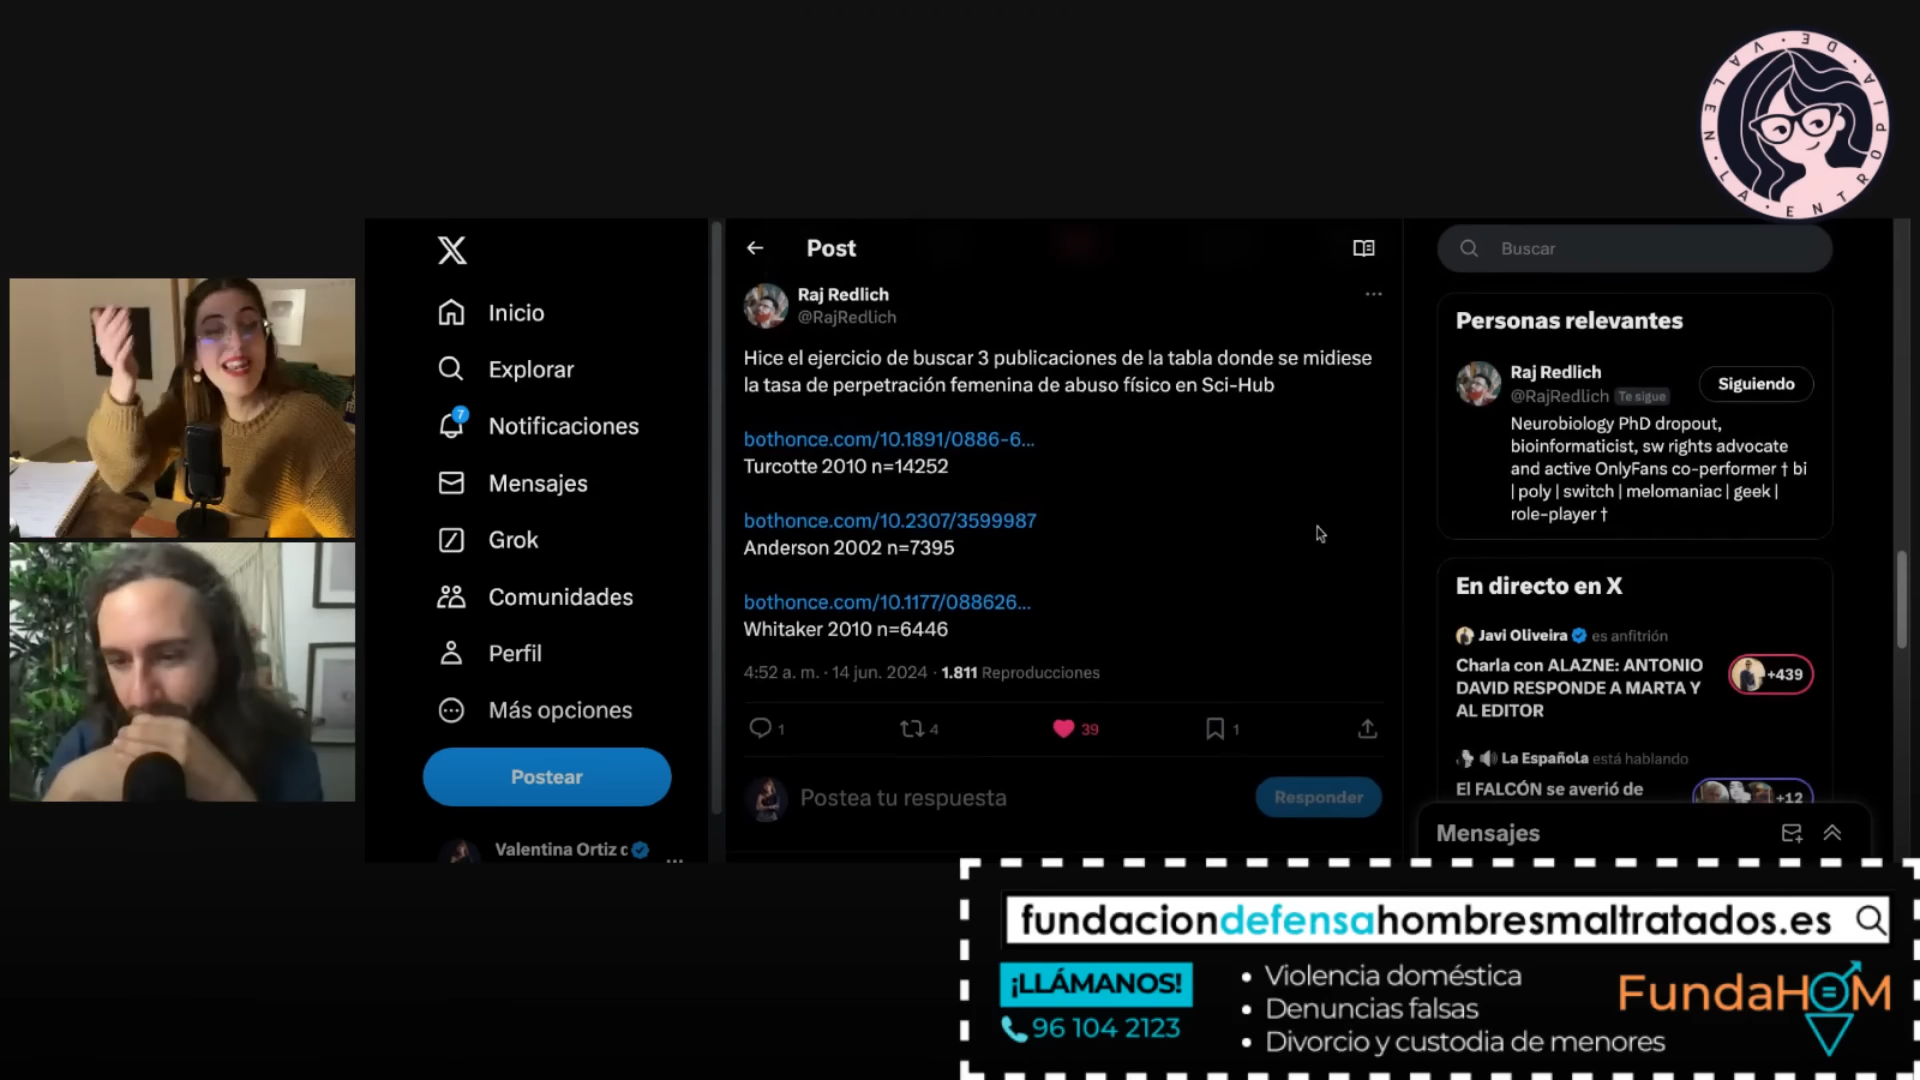 LA · ENTROPIA · DE · VALEN ·
X
Inicio
Explorar
7
Notificaciones
Mensajes
Grok
Comunidades
Perfil
Más opciones
Postear
Valentina Ortiz
...
Post
Raj Redlich
@RajRedlich
Hice el ejercicio de buscar 3 publicaciones de la tabla donde se midiese
la tasa de perpetración femenina de abuso físico en Sci-Hub
bothonce.com/10.1891/0886-6...
Turcotte 2010 n=14252
bothonce.com/10.2307/3599987
Anderson 2002 n=7395
bothonce.com/10.1177/088626...
Whitaker 2010 n=6446
4:52 a. m. · 14 jun. 2024 · 1.811 Reproducciones
1 4 39 1
Postea tu respuesta
Responder
Buscar
Personas relevantes
Raj Redlich
@RajRedlich Te sigue
Siguiendo
Neurobiology PhD dropout,
bioinformaticist, sw rights advocate
and active OnlyFans co-performer † bi
| poly | switch | melomaniac | geek |
role-player †
En directo en X
Javi Oliveira es anfitrión
Charla con ALAZNE: ANTONIO
DAVID RESPONDE A MARTA Y
AL EDITOR
+439
La Española está hablando
El FALCÓN se averió de
+12
Mensajes
fundaciondefensahombresmaltratados.es
¡LLÁMANOS!
96 104 2123
• Violencia doméstica
• Denuncias falsas
• Divorcio y custodia de menores
FundaHOM